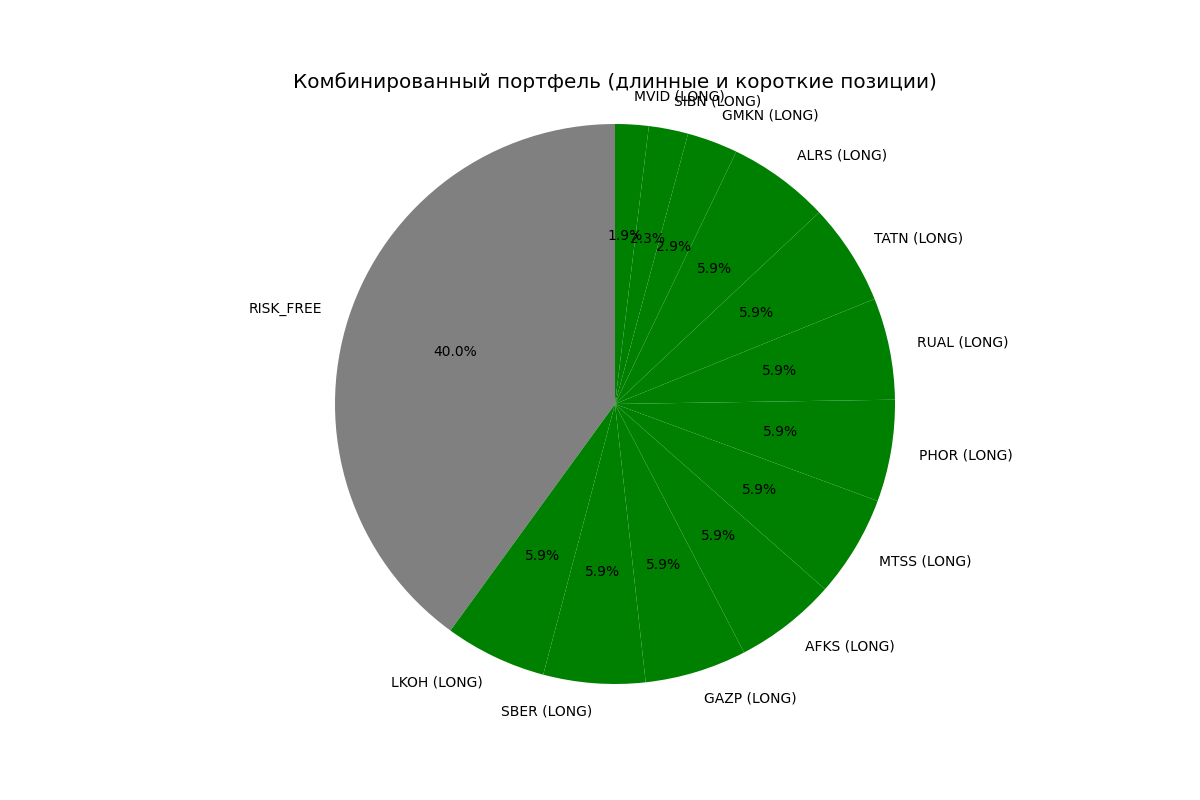 Комбинированный портфель (длинные и короткие позиции)
MVID (LONG)
SIBN (LONG)
GMKN (LONG)
ALRS (LONG)
TATN (LONG)
RUAL (LONG)
PHOR (LONG)
MTSS (LONG)
AFKS (LONG)
GAZP (LONG)
SBER (LONG)
LKOH (LONG)
RISK_FREE
1.9%
2.3%
2.9%
5.9%
5.9%
5.9%
5.9%
5.9%
5.9%
5.9%
5.9%
5.9%
40.0%